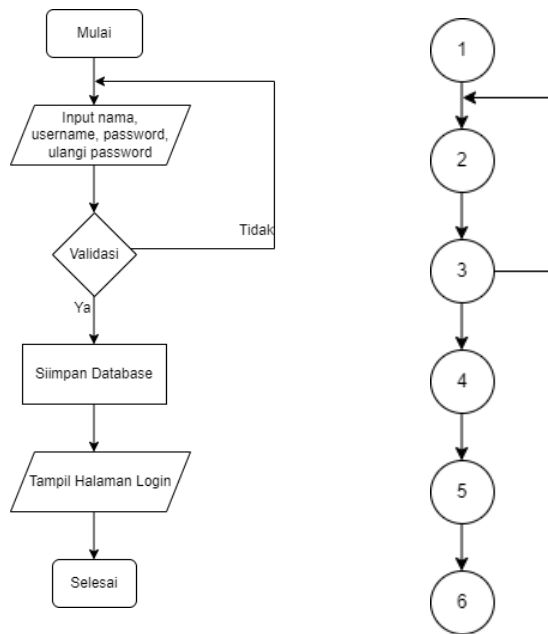 Mulai
Input nama,
username, password,
ulangi password
Tidak
Validasi
Ya
Siimpan Database
Tampil Halaman Login
Selesai
1
2
3
4
5
6